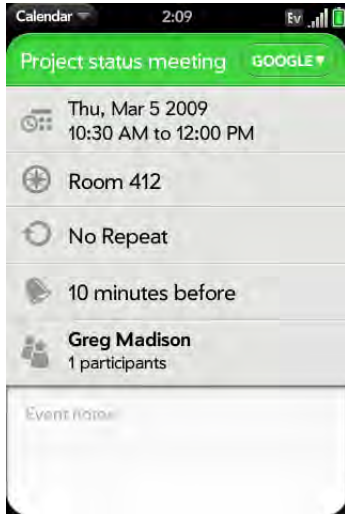 Calendar 2:09 Ev
Project status meeting GOOGLE
Thu, Mar 5 2009
10:30 AM to 12:00 PM
Room 412
No Repeat
10 minutes before
Greg Madison
1 participants
Event name